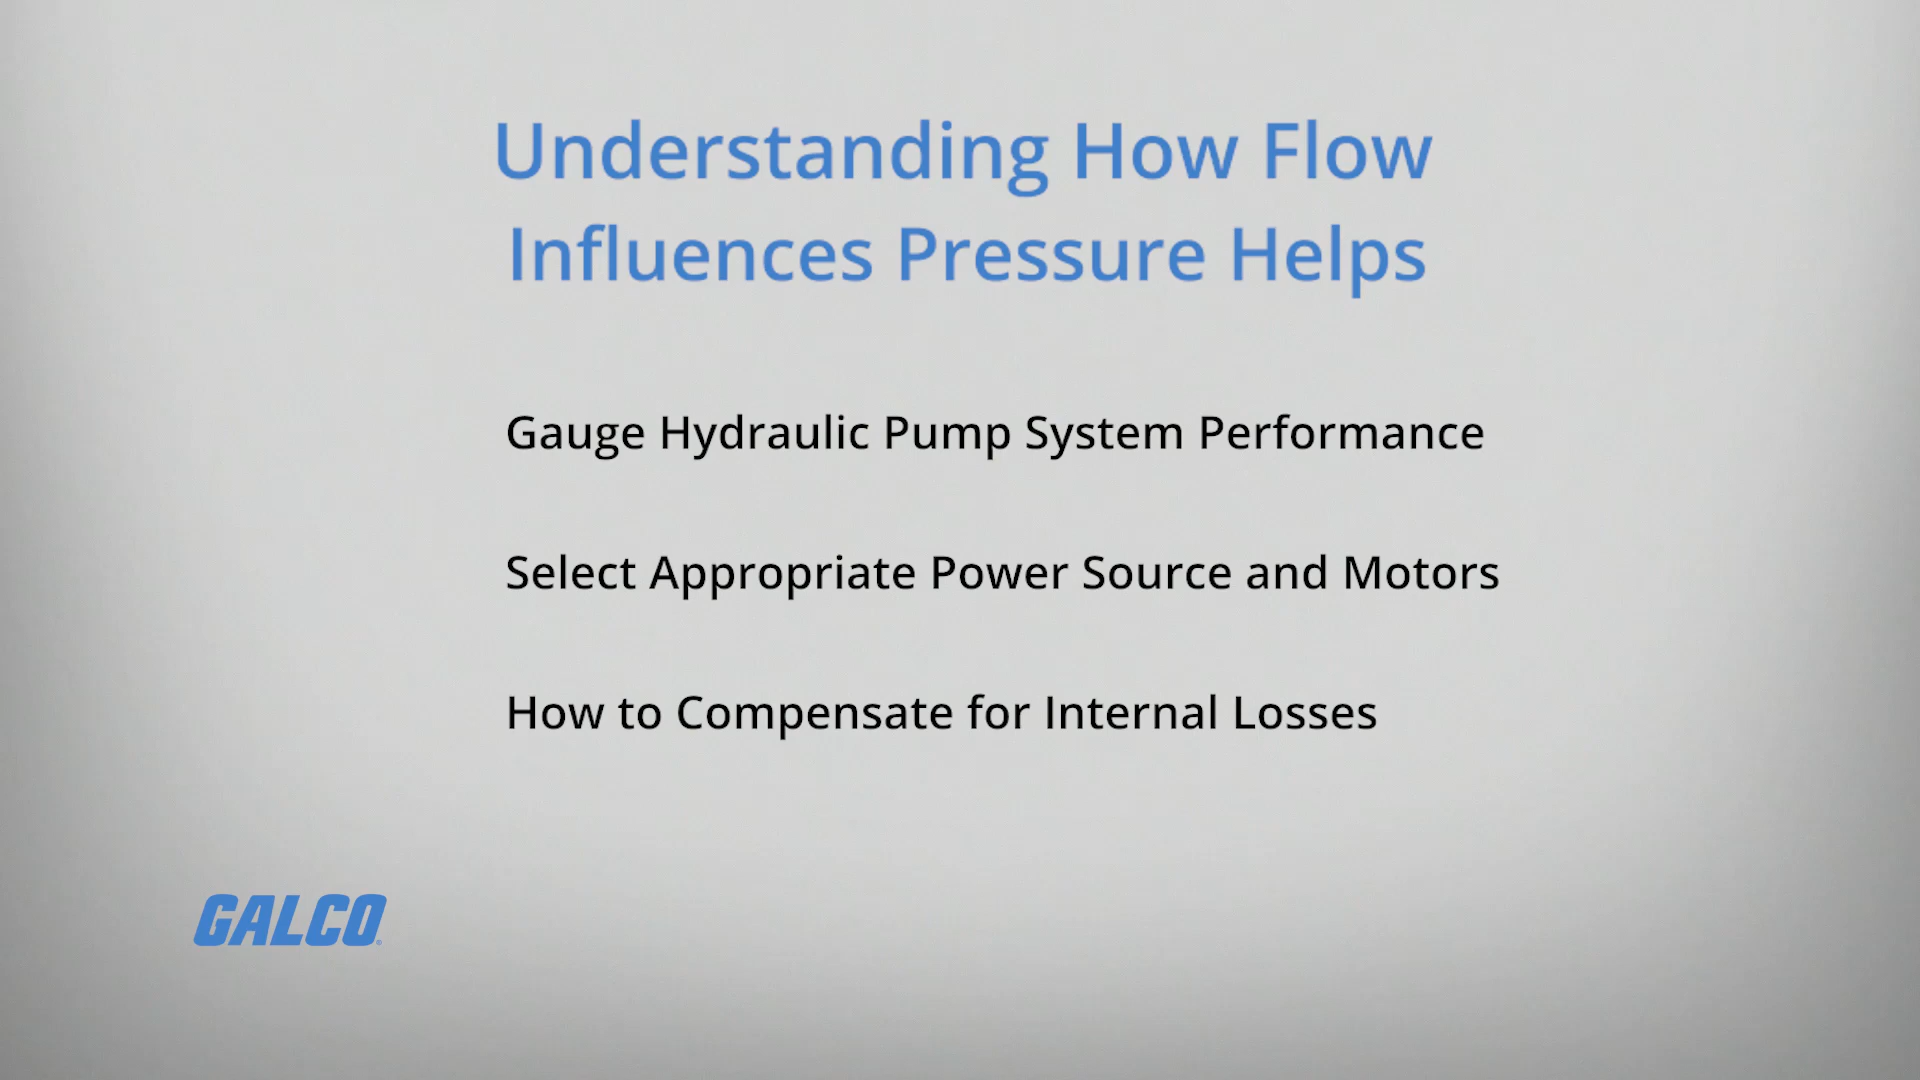 Understanding How Flow
Influences Pressure Helps
Gauge Hydraulic Pump System Performance
Select Appropriate Power Source and Motors
How to Compensate for Internal Losses
GALCO